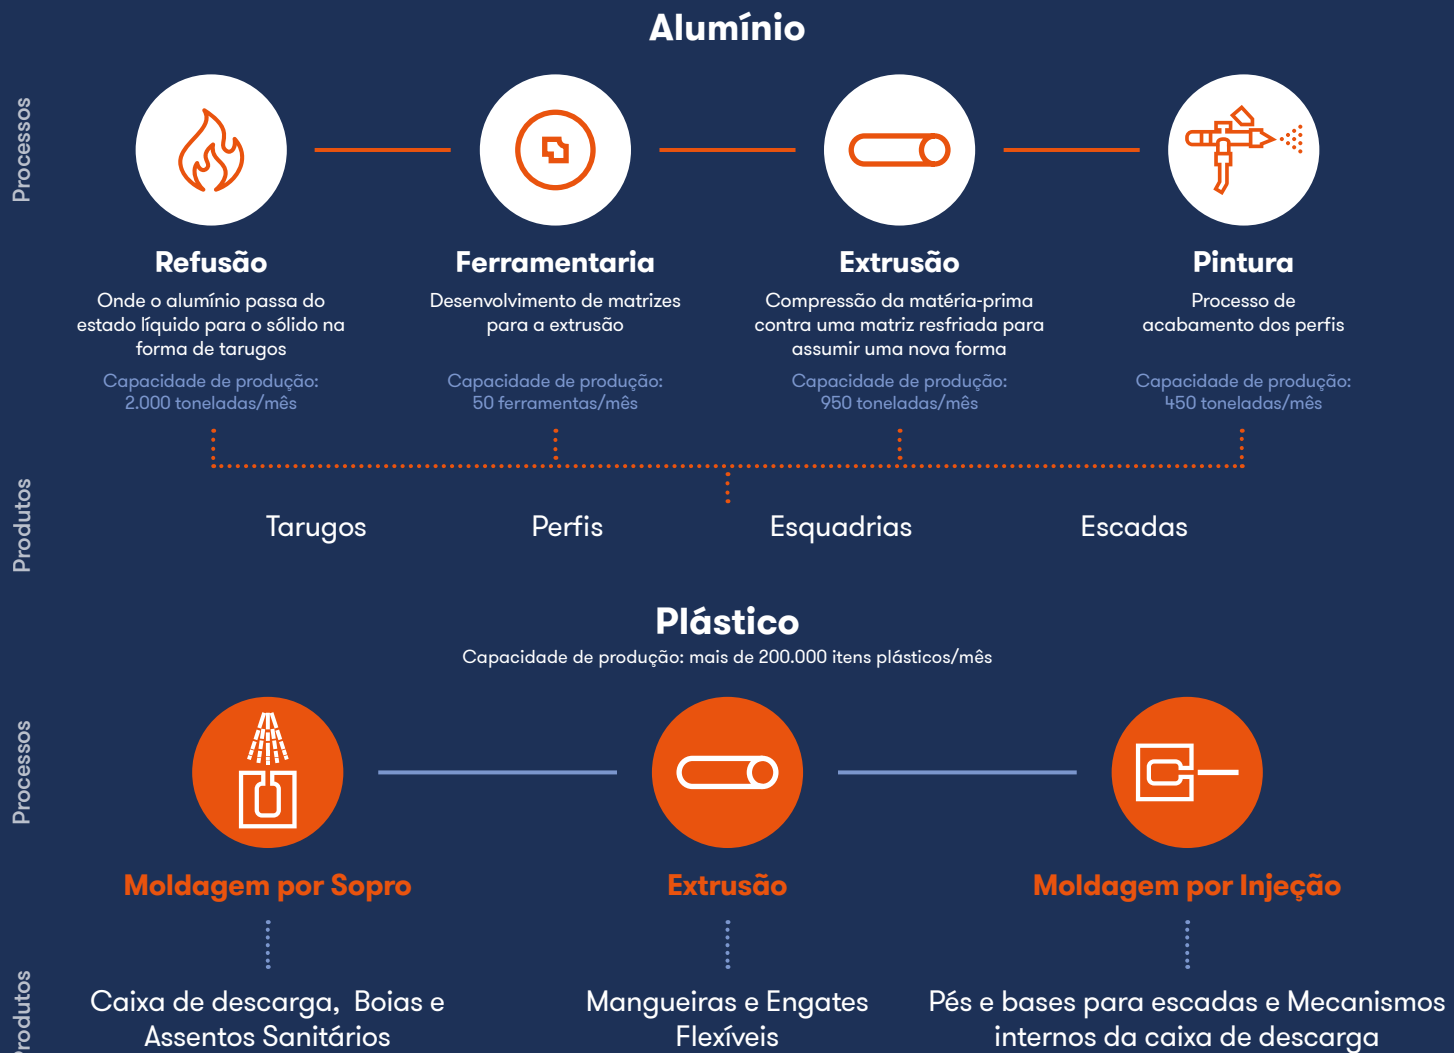 Alumínio
Processos
Refusão
Onde o alumínio passa do
estado líquido para o sólido na
forma de tarugos
Capacidade de produção:
2.000 toneladas/mês
Ferramentaria
Desenvolvimento de matrizes
para a extrusão
Capacidade de produção:
50 ferramentas/mês
Extrusão
Compressão da matéria-prima
contra uma matriz resfriada para
assumir uma nova forma
Capacidade de produção:
950 toneladas/mês
Pintura
Processo de
acabamento dos perfis
Capacidade de produção:
450 toneladas/mês
Produtos
Tarugos
Perfis
Esquadrias
Escadas
Plástico
Capacidade de produção: mais de 200.000 itens plásticos/mês
Processos
Moldagem por Sopro
Extrusão
Moldagem por Injeção
Produtos
Caixa de descarga, Boias e
Assentos Sanitários
Mangueiras e Engates
Flexíveis
Pés e bases para escadas e Mecanismos
internos da caixa de descarga